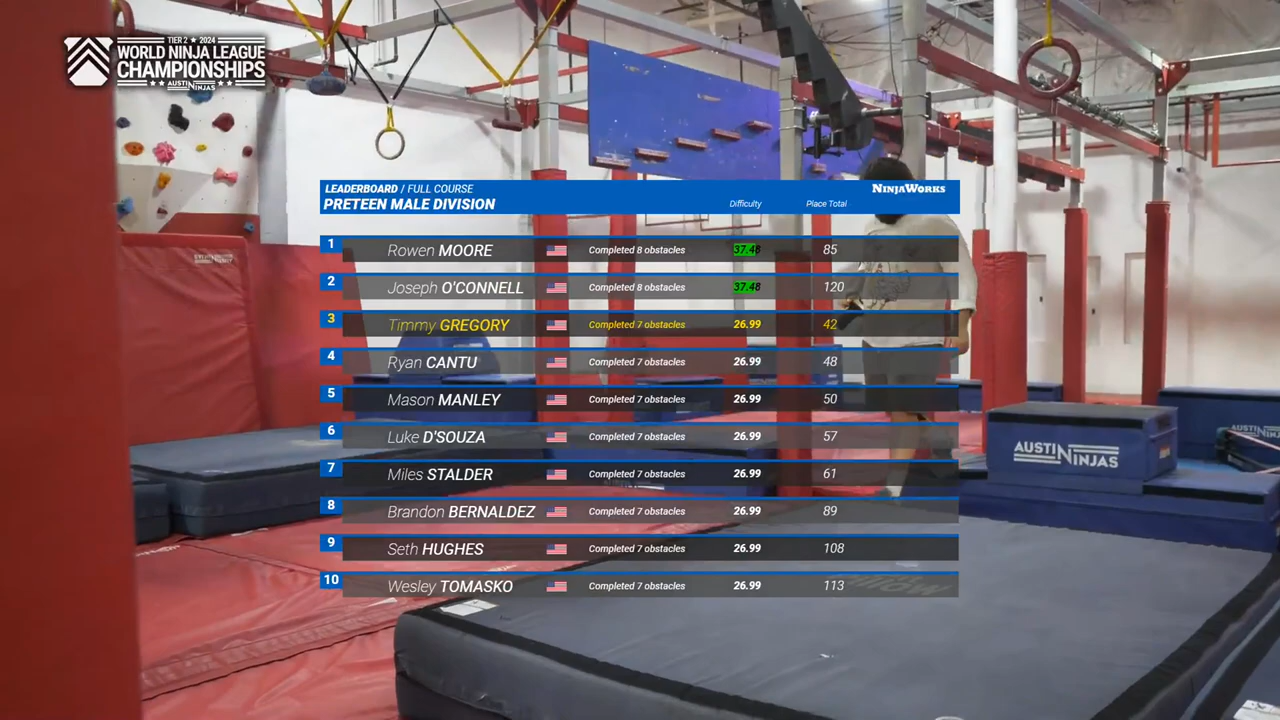 TIER 2 ★ 2024
WORLD NINJA LEAGUE
CHAMPIONSHIPS
AUSTIN NINJAS
LEADERBOARD / FULL COURSE
NINJAWORKS
PRETEEN MALE DIVISION Difficulty Place Total
1 Rowen MOORE Completed 8 obstacles 37.48 85
2 Joseph O'CONNELL Completed 8 obstacles 37.48 120
3 Timmy GREGORY Completed 7 obstacles 26.99 42
4 Ryan CANTU Completed 7 obstacles 26.99 48
5 Mason MANLEY Completed 7 obstacles 26.99 50
6 Luke D'SOUZA Completed 7 obstacles 26.99 57
7 Miles STALDER Completed 7 obstacles 26.99 61
8 Brandon BERNALDEZ Completed 7 obstacles 26.99 89
9 Seth HUGHES Completed 7 obstacles 26.99 108
10 Wesley TOMASKO Completed 7 obstacles 26.99 113
AUSTIN NINJAS